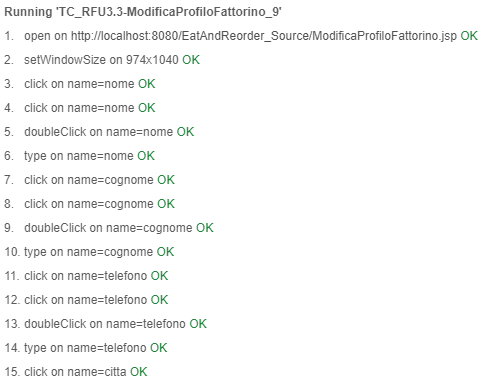 Running 'TC_RFU3.3-ModificaProfiloFattorino_9'
1. open on http://localhost:8080/EatAndReorder_Source/ModificaProfiloFattorino.jsp OK
2. setWindowSize on 974x1040 OK
3. click on name=nome OK
4. click on name=nome OK
5. doubleClick on name=nome OK
6. type on name=nome OK
7. click on name=cognome OK
8. click on name=cognome OK
9. doubleClick on name=cognome OK
10. type on name=cognome OK
11. click on name=telefono OK
12. click on name=telefono OK
13. doubleClick on name=telefono OK
14. type on name=telefono OK
15. click on name=citta OK